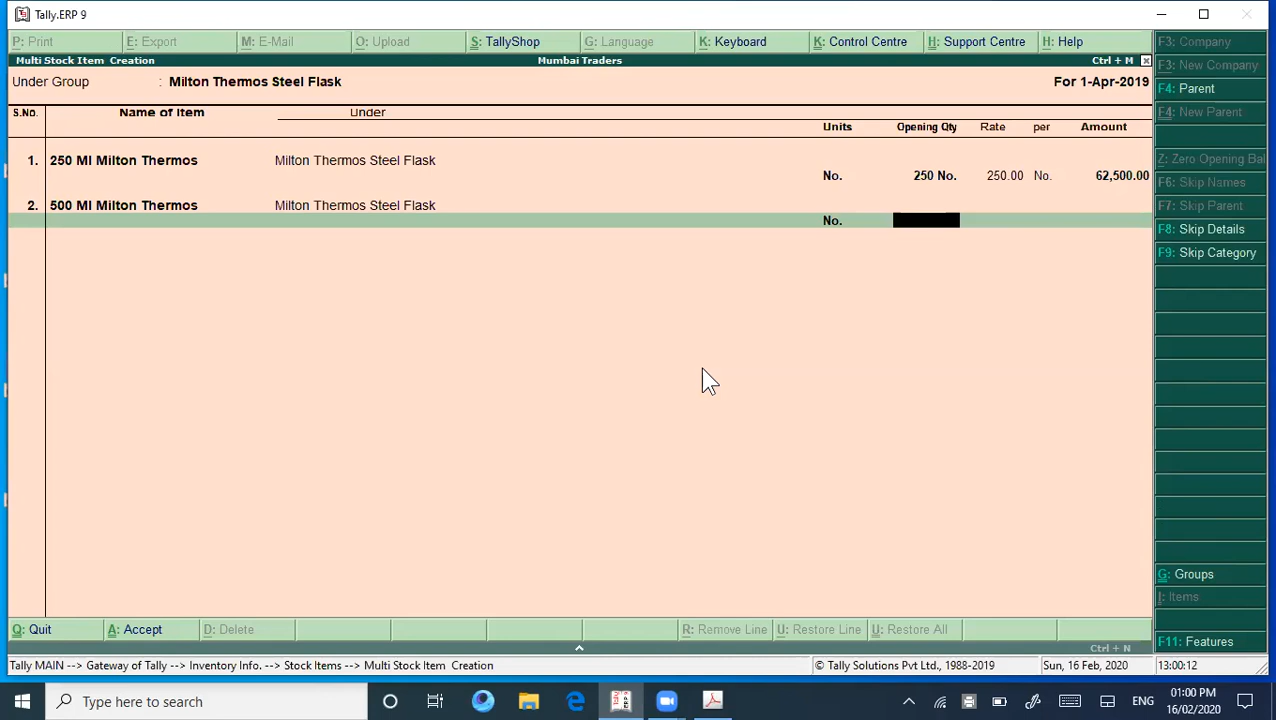 Tally.ERP 9
P: Print E: Export M: E-Mail O: Upload S: TallyShop G: Language K: Keyboard K: Control Centre H: Support Centre H: Help
Multi Stock Item Creation Mumbai Traders Ctrl + M
Under Group : Milton Thermos Steel Flask For 1-Apr-2019
S.No. Name of Item Under
Units Opening Qty Rate per Amount
1. 250 Ml Milton Thermos Milton Thermos Steel Flask
No. 250 No. 250.00 No. 62,500.00
2. 500 Ml Milton Thermos Milton Thermos Steel Flask
No.
F3: Company
F3: New Company
F4: Parent
F4: New Parent
Z: Zero Opening Bal
F6: Skip Names
F7: Skip Parent
F8: Skip Details
F9: Skip Category
G: Groups
I: Items
F11: Features
Q: Quit A: Accept D: Delete R: Remove Line U: Restore Line U: Restore All
Ctrl + N
Tally MAIN --> Gateway of Tally --> Inventory Info. --> Stock Items --> Multi Stock Item Creation © Tally Solutions Pvt Ltd., 1988-2019 Sun, 16 Feb, 2020 13:00:12
Type here to search ENG 01:00 PM
16/02/2020